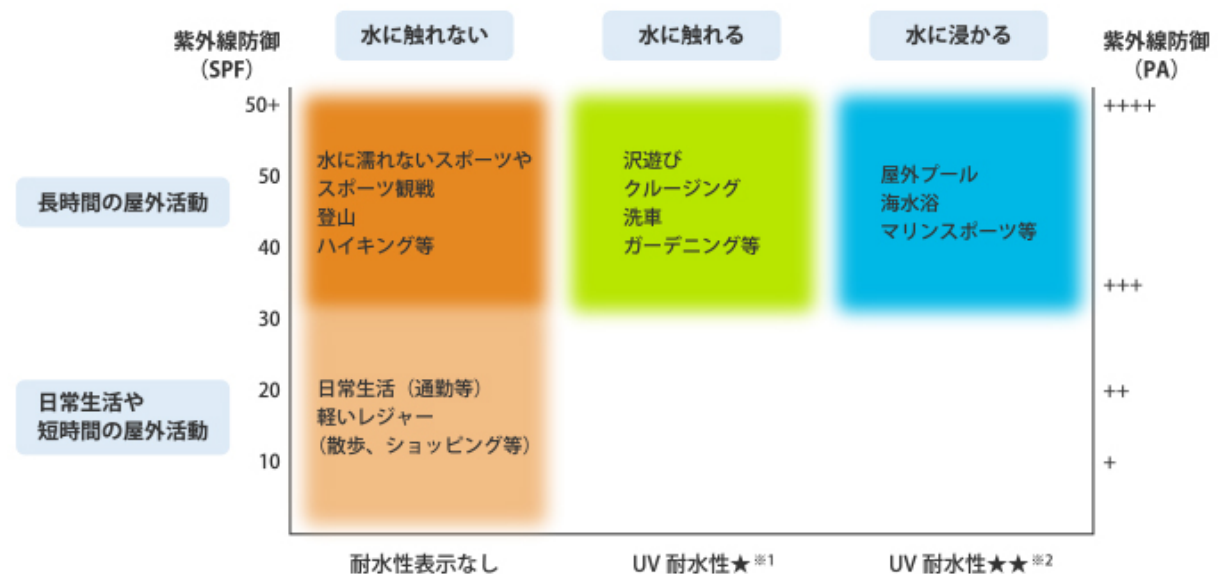 水に触れない
水に触れる
水に浸かる
紫外線防御
（SPF）
紫外線防御
（PA）
50+
50
40
30
20
10
++++
+++
++
+
長時間の屋外活動
水に濡れないスポーツや
スポーツ観戦
登山
ハイキング等
沢遊び
クルージング
洗車
ガーデニング等
屋外プール
海水浴
マリンスポーツ等
日常生活や
短時間の屋外活動
日常生活（通勤等）
軽いレジャー
（散歩、ショッピング等）
耐水性表示なし
UV 耐水性★※1
UV 耐水性★★※2